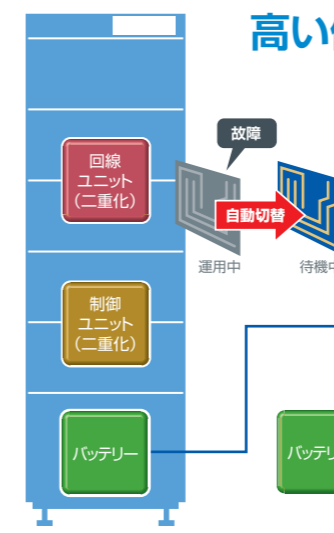 高い
故障
回線
ユニット
（二重化）
自動切替
運用中
待機中
制御
ユニット
（二重化）
バッテリー
バッテリ